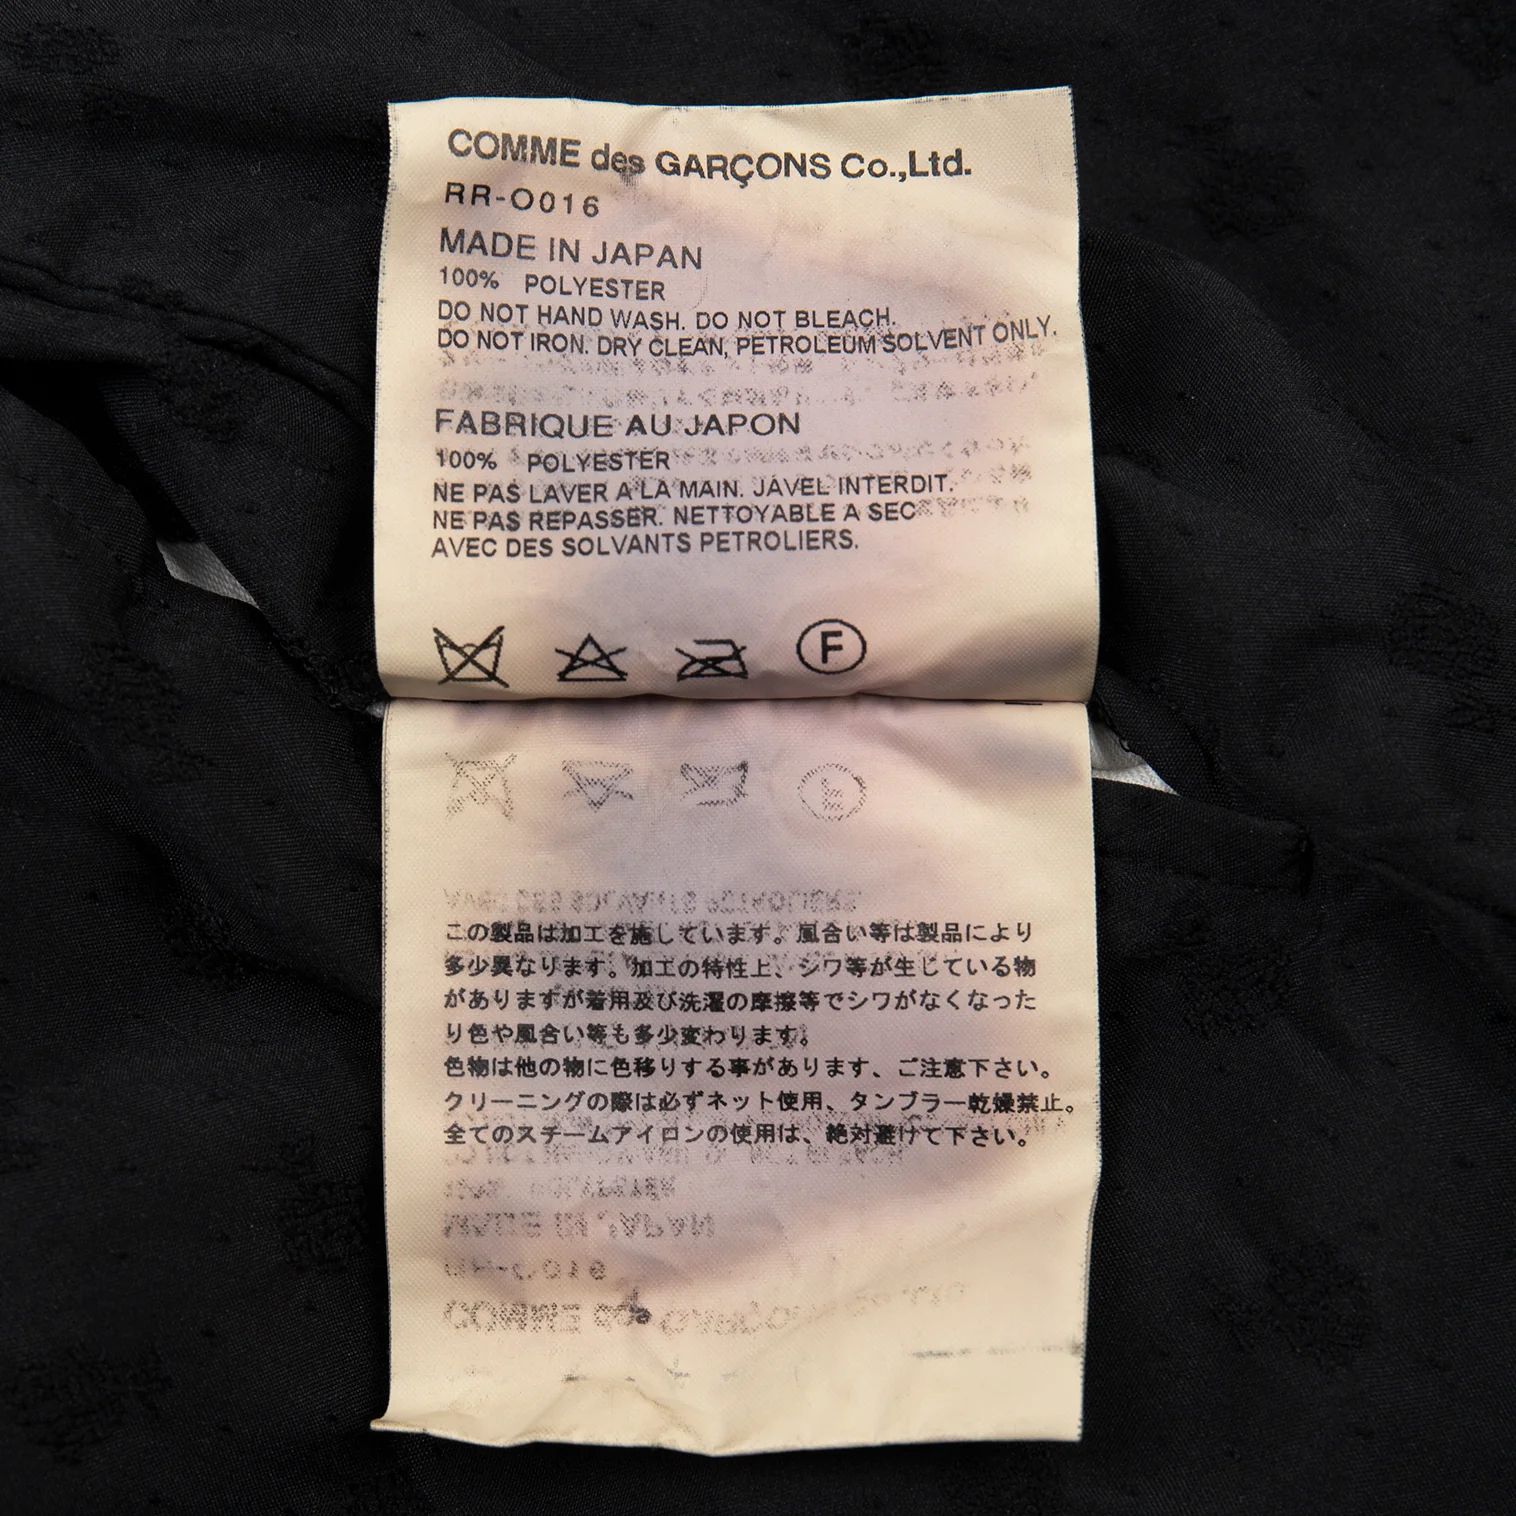 COMME des GARÇONS Co.,Ltd.
RR-O016
MADE IN JAPAN
100% POLYESTER
DO NOT HAND WASH. DO NOT BLEACH.
DO NOT IRON. DRY CLEAN, PETROLEUM SOLVENT ONLY.
FABRIQUE AU JAPON
100% POLYESTER
NE PAS LAVER A LA MAIN. JAVEL INTERDIT.
NE PAS REPASSER. NETTOYABLE A SEC
AVEC DES SOLVANTS PETROLIERS.
F
この製品は加工を施しています。風合い等は製品により
多少異なります。加工の特性上、シワ等が生じている物
がありますが着用及び洗濯の摩擦等でシワがなくなった
り色や風合い等も多少変わります。
色物は他の物に色移りする事があります、ご注意下さい。
クリーニングの際は必ずネット使用、タンブラー乾燥禁止。
全てのスチームアイロンの使用は、絶対避けて下さい。